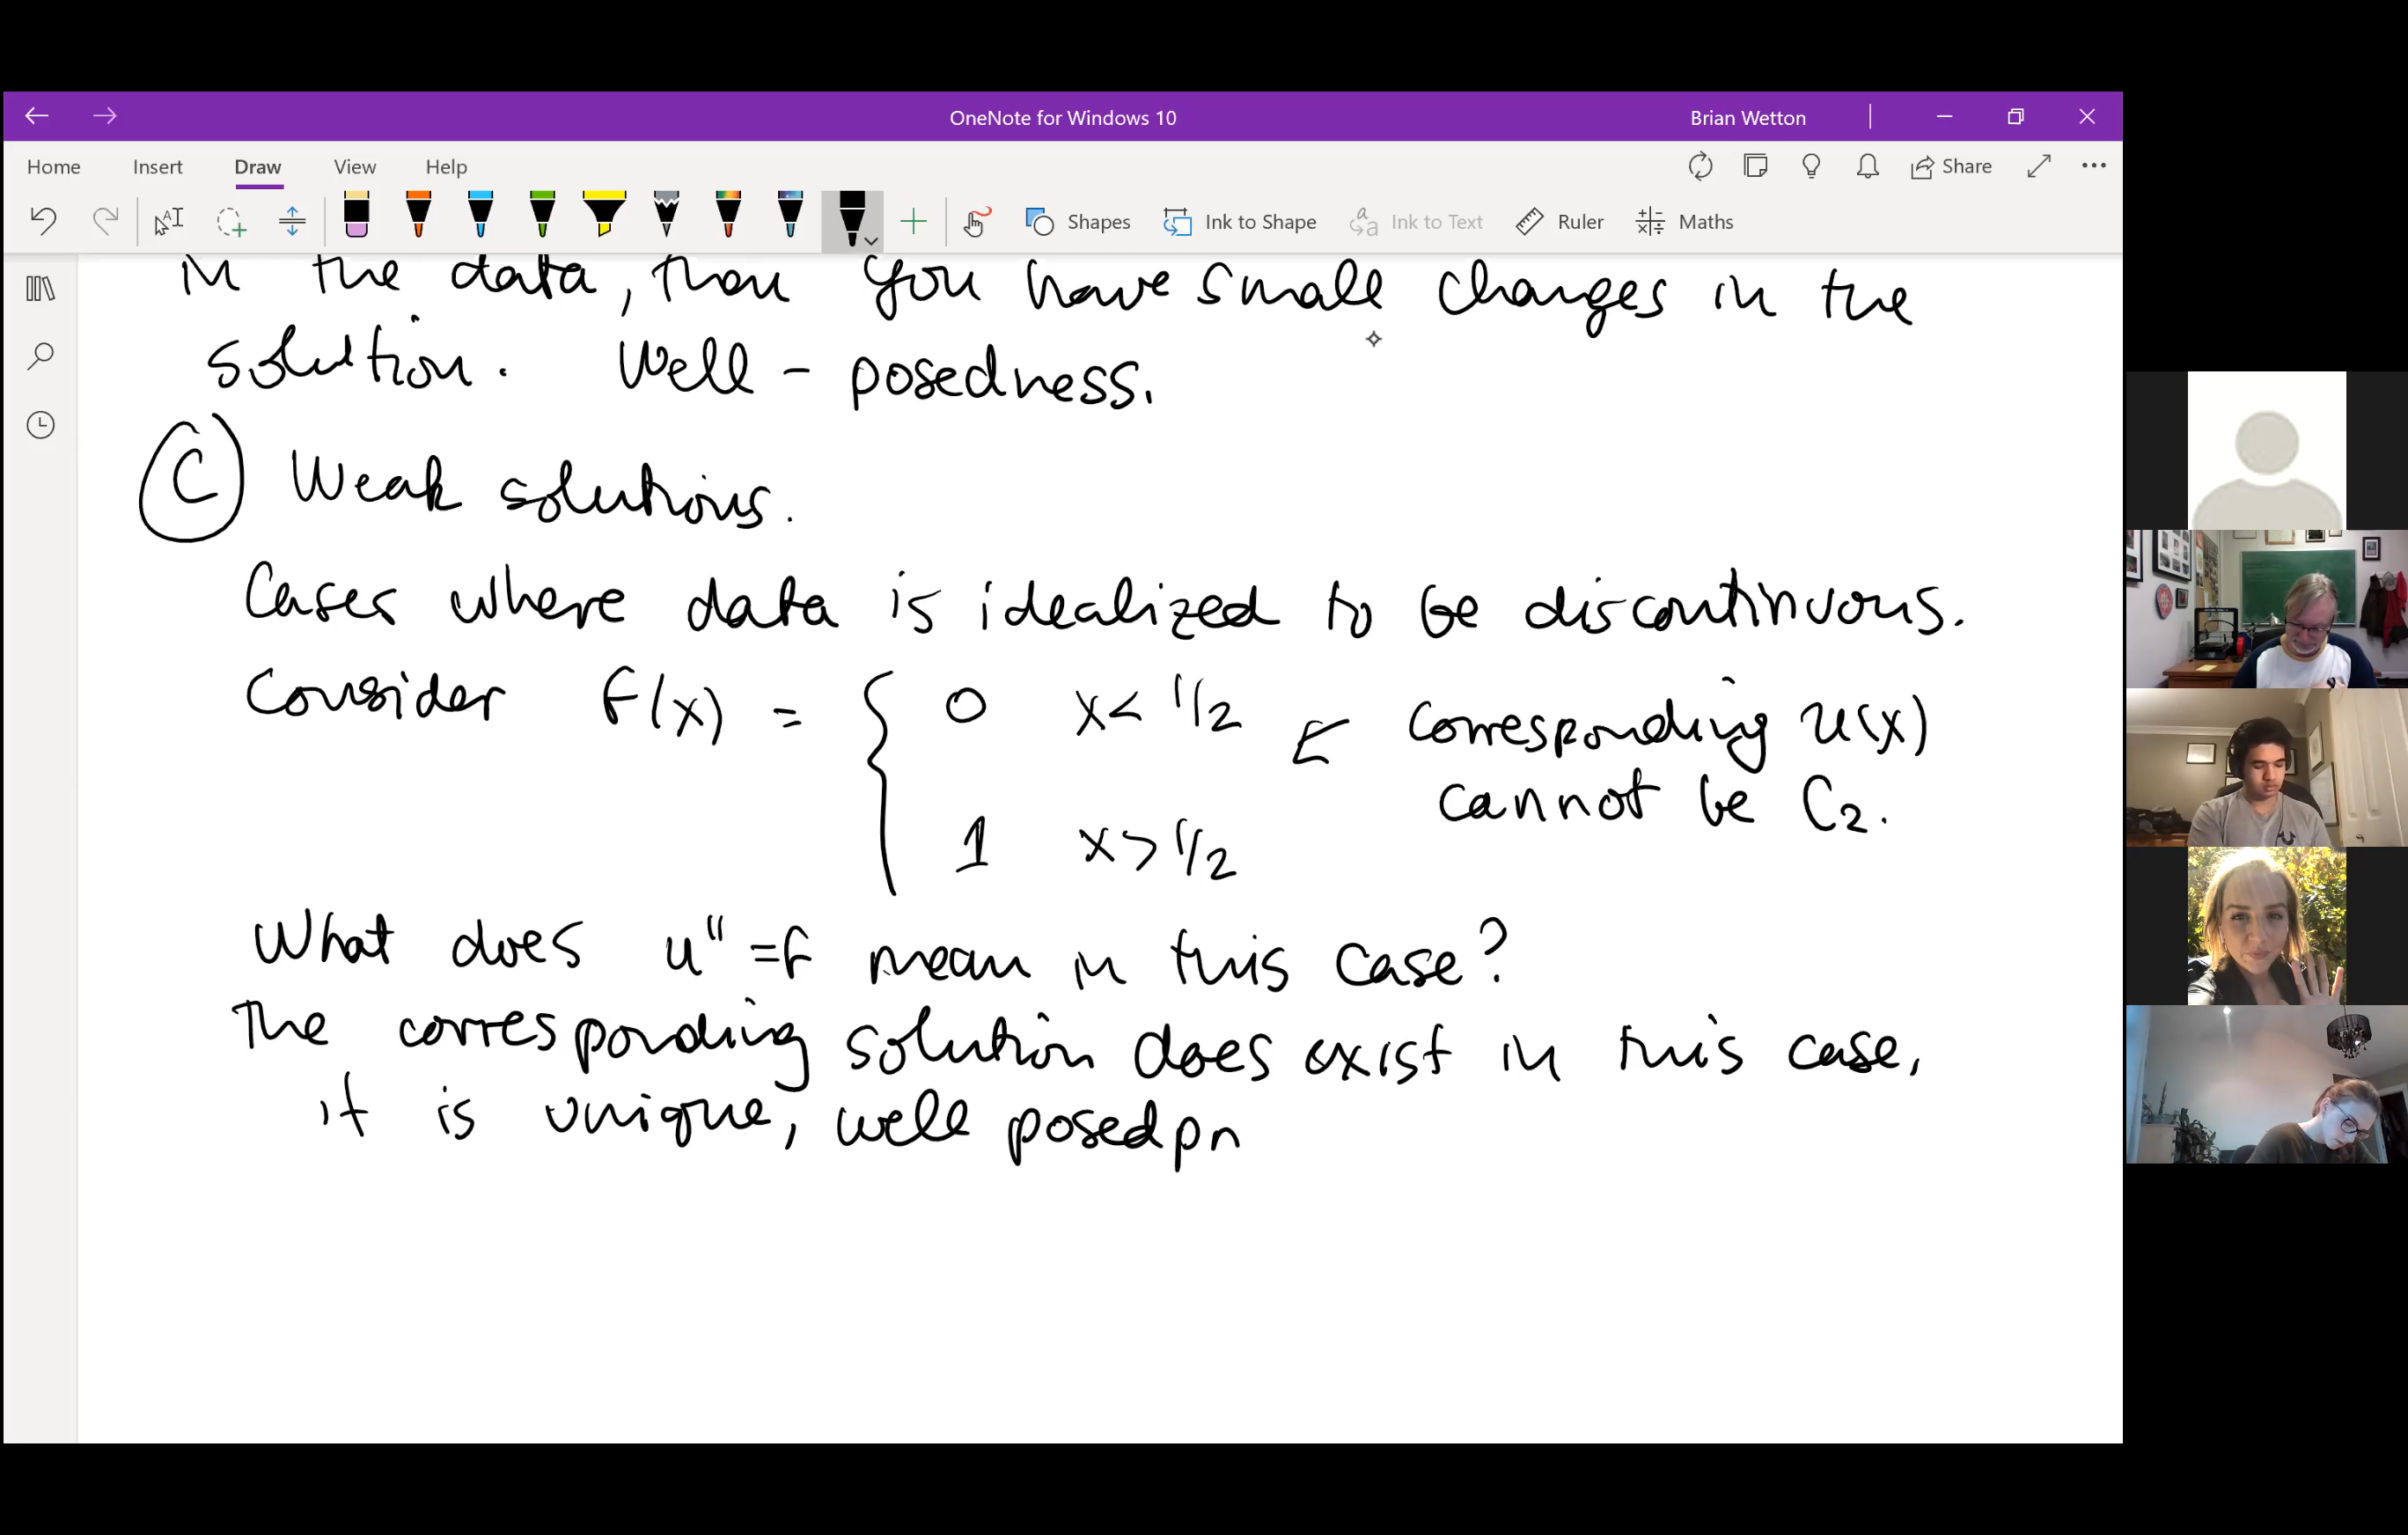 OneNote for Windows 10
Brian Wetton
Home Insert Draw View Help
Share
Shapes Ink to Shape Ink to Text Ruler Maths
in the data, then you have small changes in the
solution. Well-posedness.
C Weak solutions.
Cases where data is idealized to be discontinuous.
Consider f(x) = { 0 x < 1/2 ← corresponding u(x)
cannot be C2.
1 x > 1/2
What does u"=f mean in this case?
The corresponding solution does exist in this case,
it is unique, well posedpn